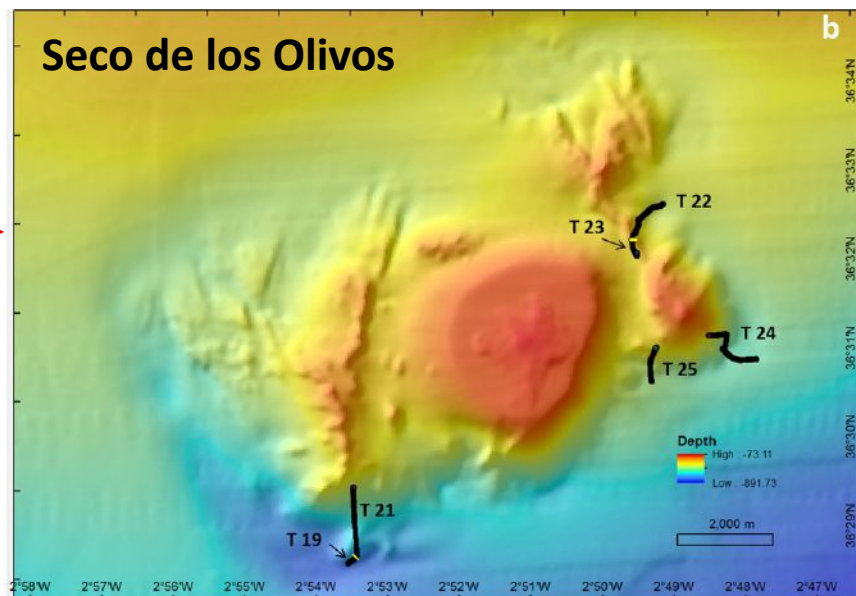 Seco de los Olivos
b
36°34'N
36°33'N
T 22
T 23
36°32'N
T 24
36°31'N
T 25
36°30'N
Depth
High : -73.11
Low : -891.73
T 21
36°29'N
2,000 m
T 19
2°58'W 2°57'W 2°56'W 2°55'W 2°54'W 2°53'W 2°52'W 2°51'W 2°50'W 2°49'W 2°48'W 2°47'W